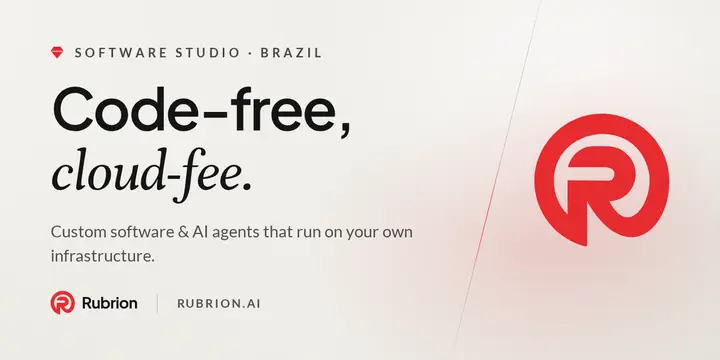 SOFTWARE STUDIO · BRAZIL
Code-free,
cloud-fee.
Custom software & AI agents that run on your own
infrastructure.
Rubrion
RUBRION.AI